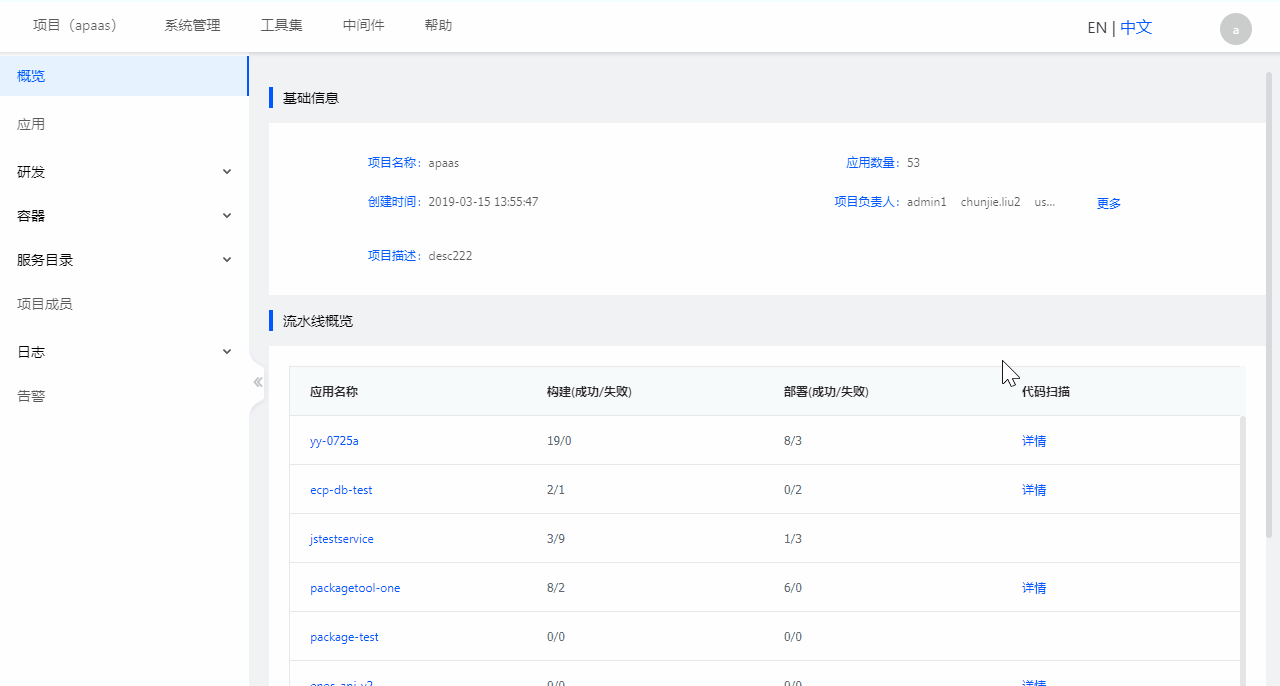 项目（apaas） 系统管理 工具集 中间件 帮助 EN | 中文 a
概览
应用
研发
容器
服务目录
项目成员
日志
告警
基础信息
项目名称： apaas 应用数量： 53
创建时间： 2019-03-15 13:55:47 项目负责人： admin1 chunjie.liu2 us... 更多
项目描述： desc222
流水线概览
应用名称 构建(成功/失败) 部署(成功/失败) 代码扫描
yy-0725a 19/0 8/3 详情
ecp-db-test 2/1 0/2 详情
jstestservice 3/9 1/3
packagetool-one 8/2 6/0 详情
package-test 0/0 0/0
0/0 0/0 详情